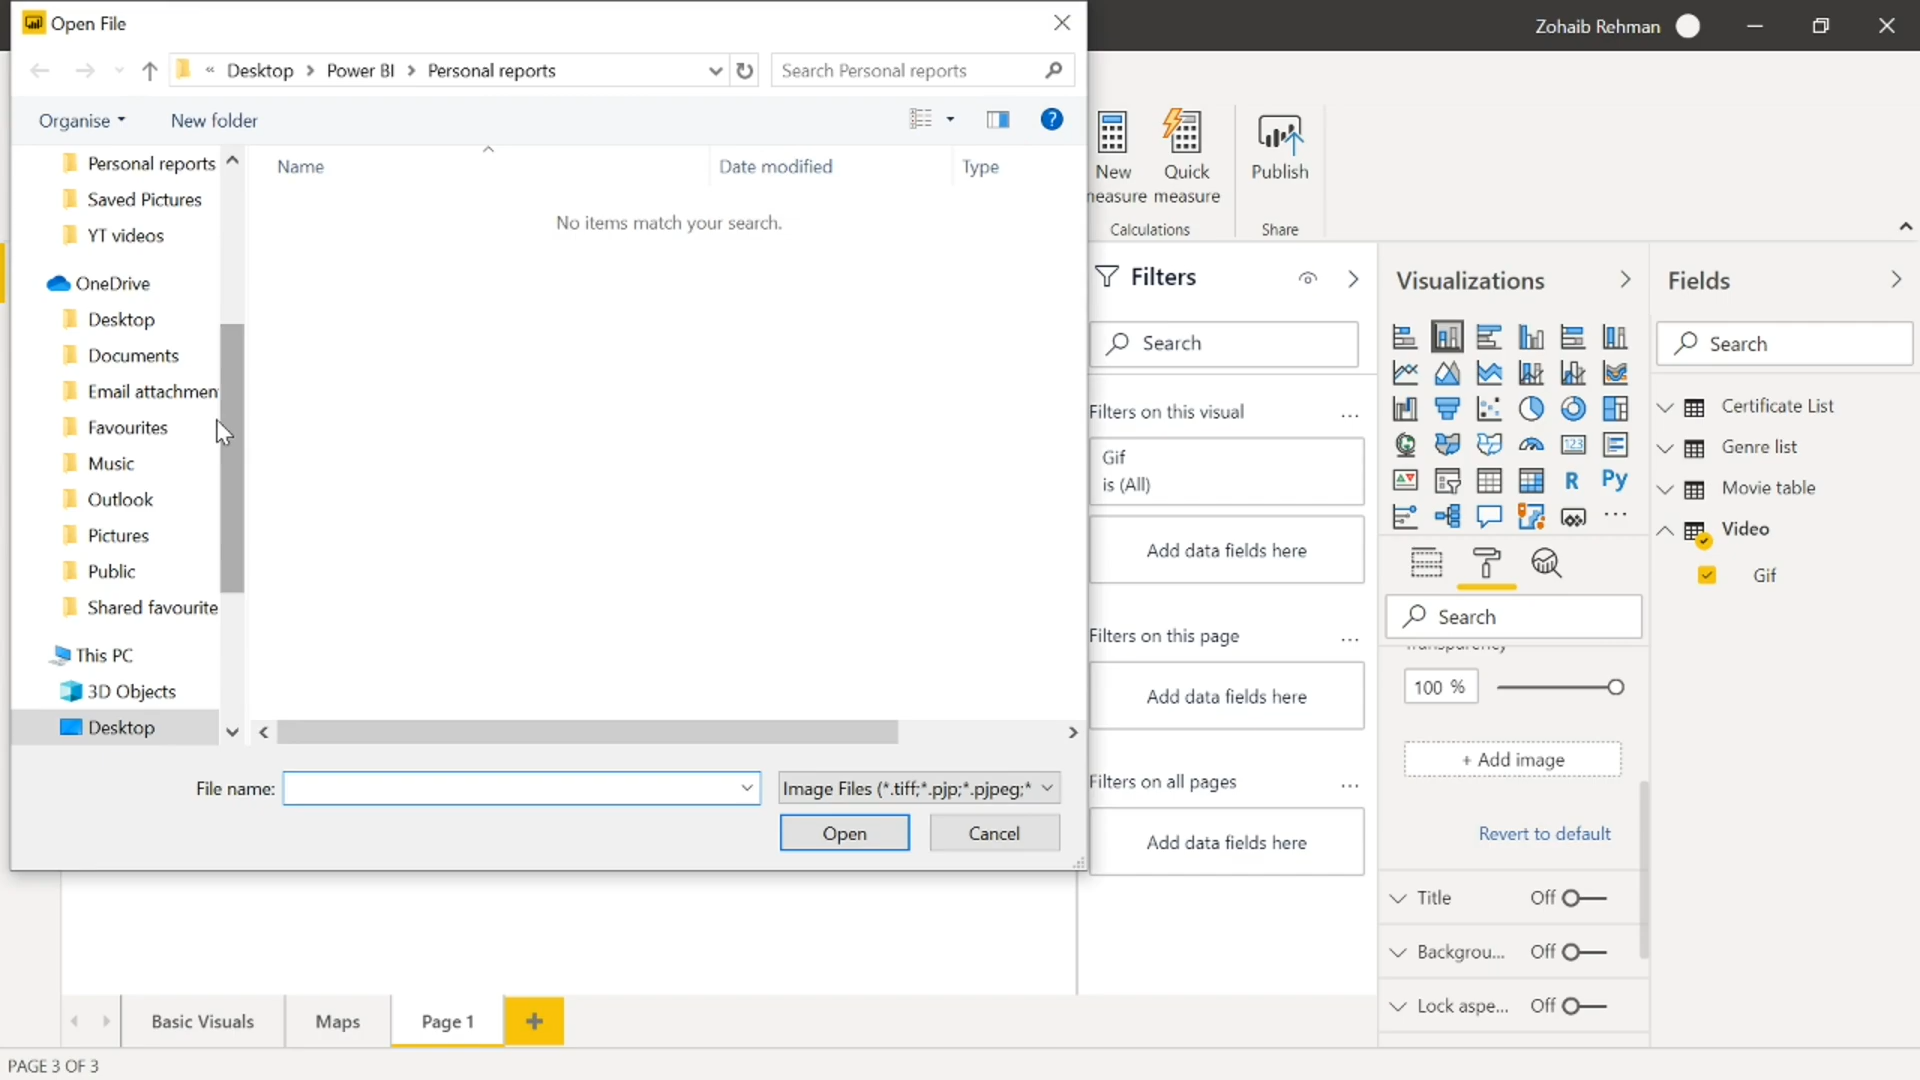 Open File
Zohaib Rehman
« Desktop > Power BI > Personal reports
Search Personal reports
Organise
New folder
?
Personal reports
Saved Pictures
YT videos
OneDrive
Desktop
Documents
Email attachmen
Favourites
Music
Outlook
Pictures
Public
Shared favourite
This PC
3D Objects
Desktop
Name
Date modified
Type
No items match your search.
File name:
Image Files (*.tiff;*.pjp;*.pjpeg;*
Open
Cancel
New
measure
Quick
measure
Publish
Calculations
Share
Filters
Search
Filters on this visual
...
Gif
is (All)
Add data fields here
Filters on this page
...
Add data fields here
Filters on all pages
...
Add data fields here
Visualizations
123
R
Py
...
Search
Transparency
100 %
+ Add image
Revert to default
Title Off
Backgrou... Off
Lock aspe... Off
Fields
Search
Certificate List
Genre list
Movie table
Video
Gif
Basic Visuals
Maps
Page 1
+
PAGE 3 OF 3